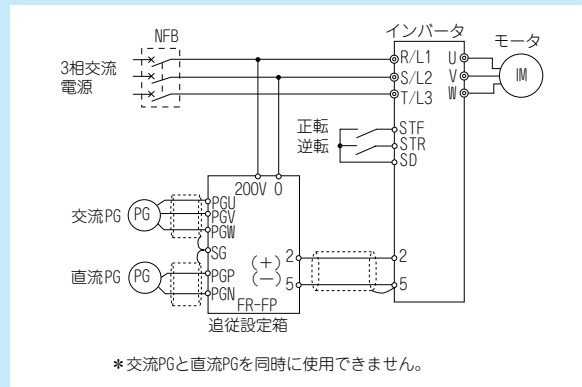 NFB
インバータ
モータ
3相交流
電源
R/L1 U
S/L2 V
T/L3 W
IM
正転
逆転
STF
STR
SD
200V 0
交流PG
PG
PGU
PGV
PGW
SG
直流PG
PG
PGP
PGN
(+) 2
(−) 5
2
5
FR-FP
追従設定箱
*交流PGと直流PGを同時に使用できません。